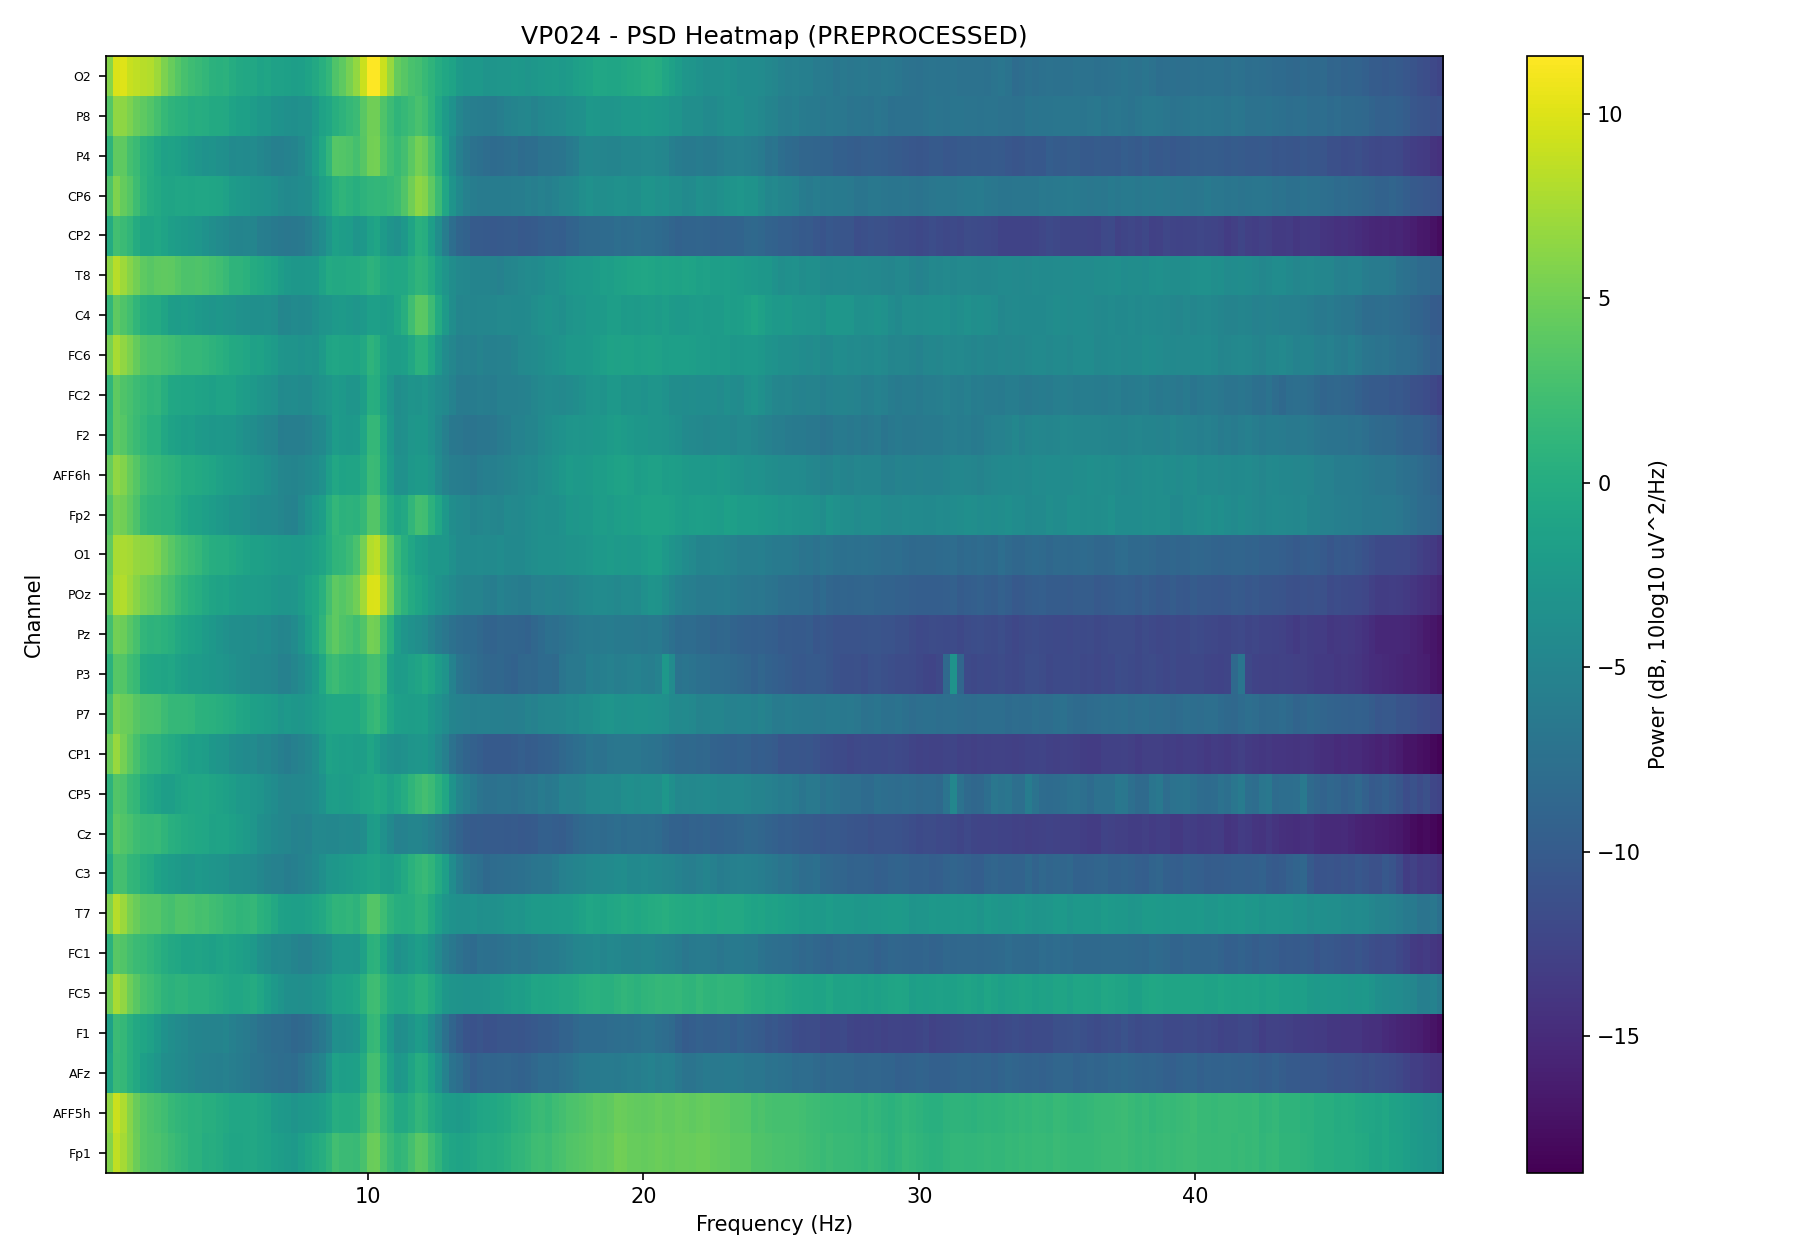 VP024 - PSD Heatmap (PREPROCESSED)
O2
P8
P4
CP6
CP2
T8
C4
FC6
FC2
F2
AFF6h
Fp2
O1
POz
Pz
P3
P7
CP1
CP5
Cz
C3
T7
FC1
FC5
F1
AFz
AFF5h
Fp1
Channel
10 20 30 40
Frequency (Hz)
10
5
0
−5
−10
−15
Power (dB, 10log10 uV^2/Hz)